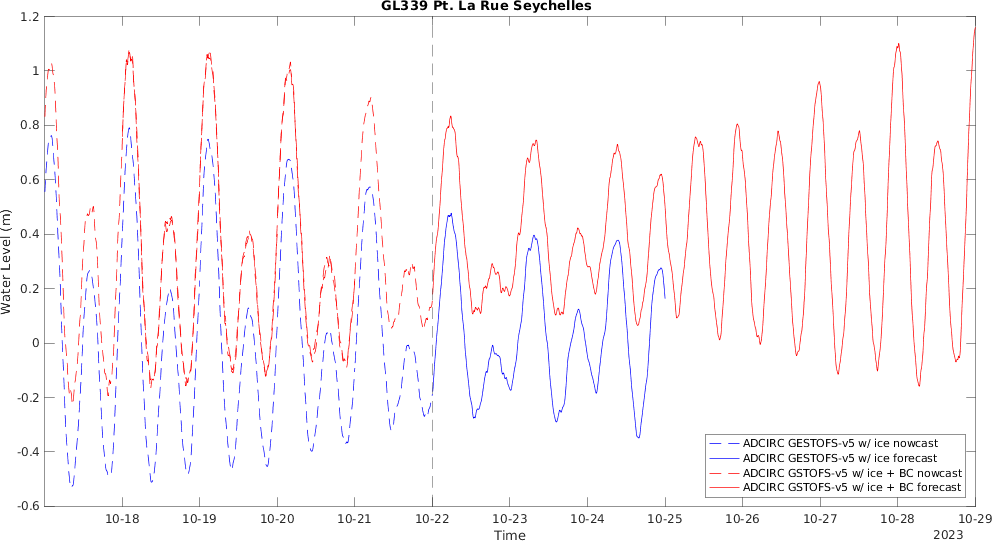 GL339 Pt. La Rue Seychelles
1.2
1
0.8
0.6
0.4
0.2
0
-0.2
-0.4
-0.6
Water Level (m)
ADCIRC GESTOFS-v5 w/ ice nowcast
ADCIRC GESTOFS-v5 w/ ice forecast
ADCIRC GSTOFS-v5 w/ ice + BC nowcast
ADCIRC GSTOFS-v5 w/ ice + BC forecast
10-18 10-19 10-20 10-21 10-22 10-23 10-24 10-25 10-26 10-27 10-28 10-29
Time
2023